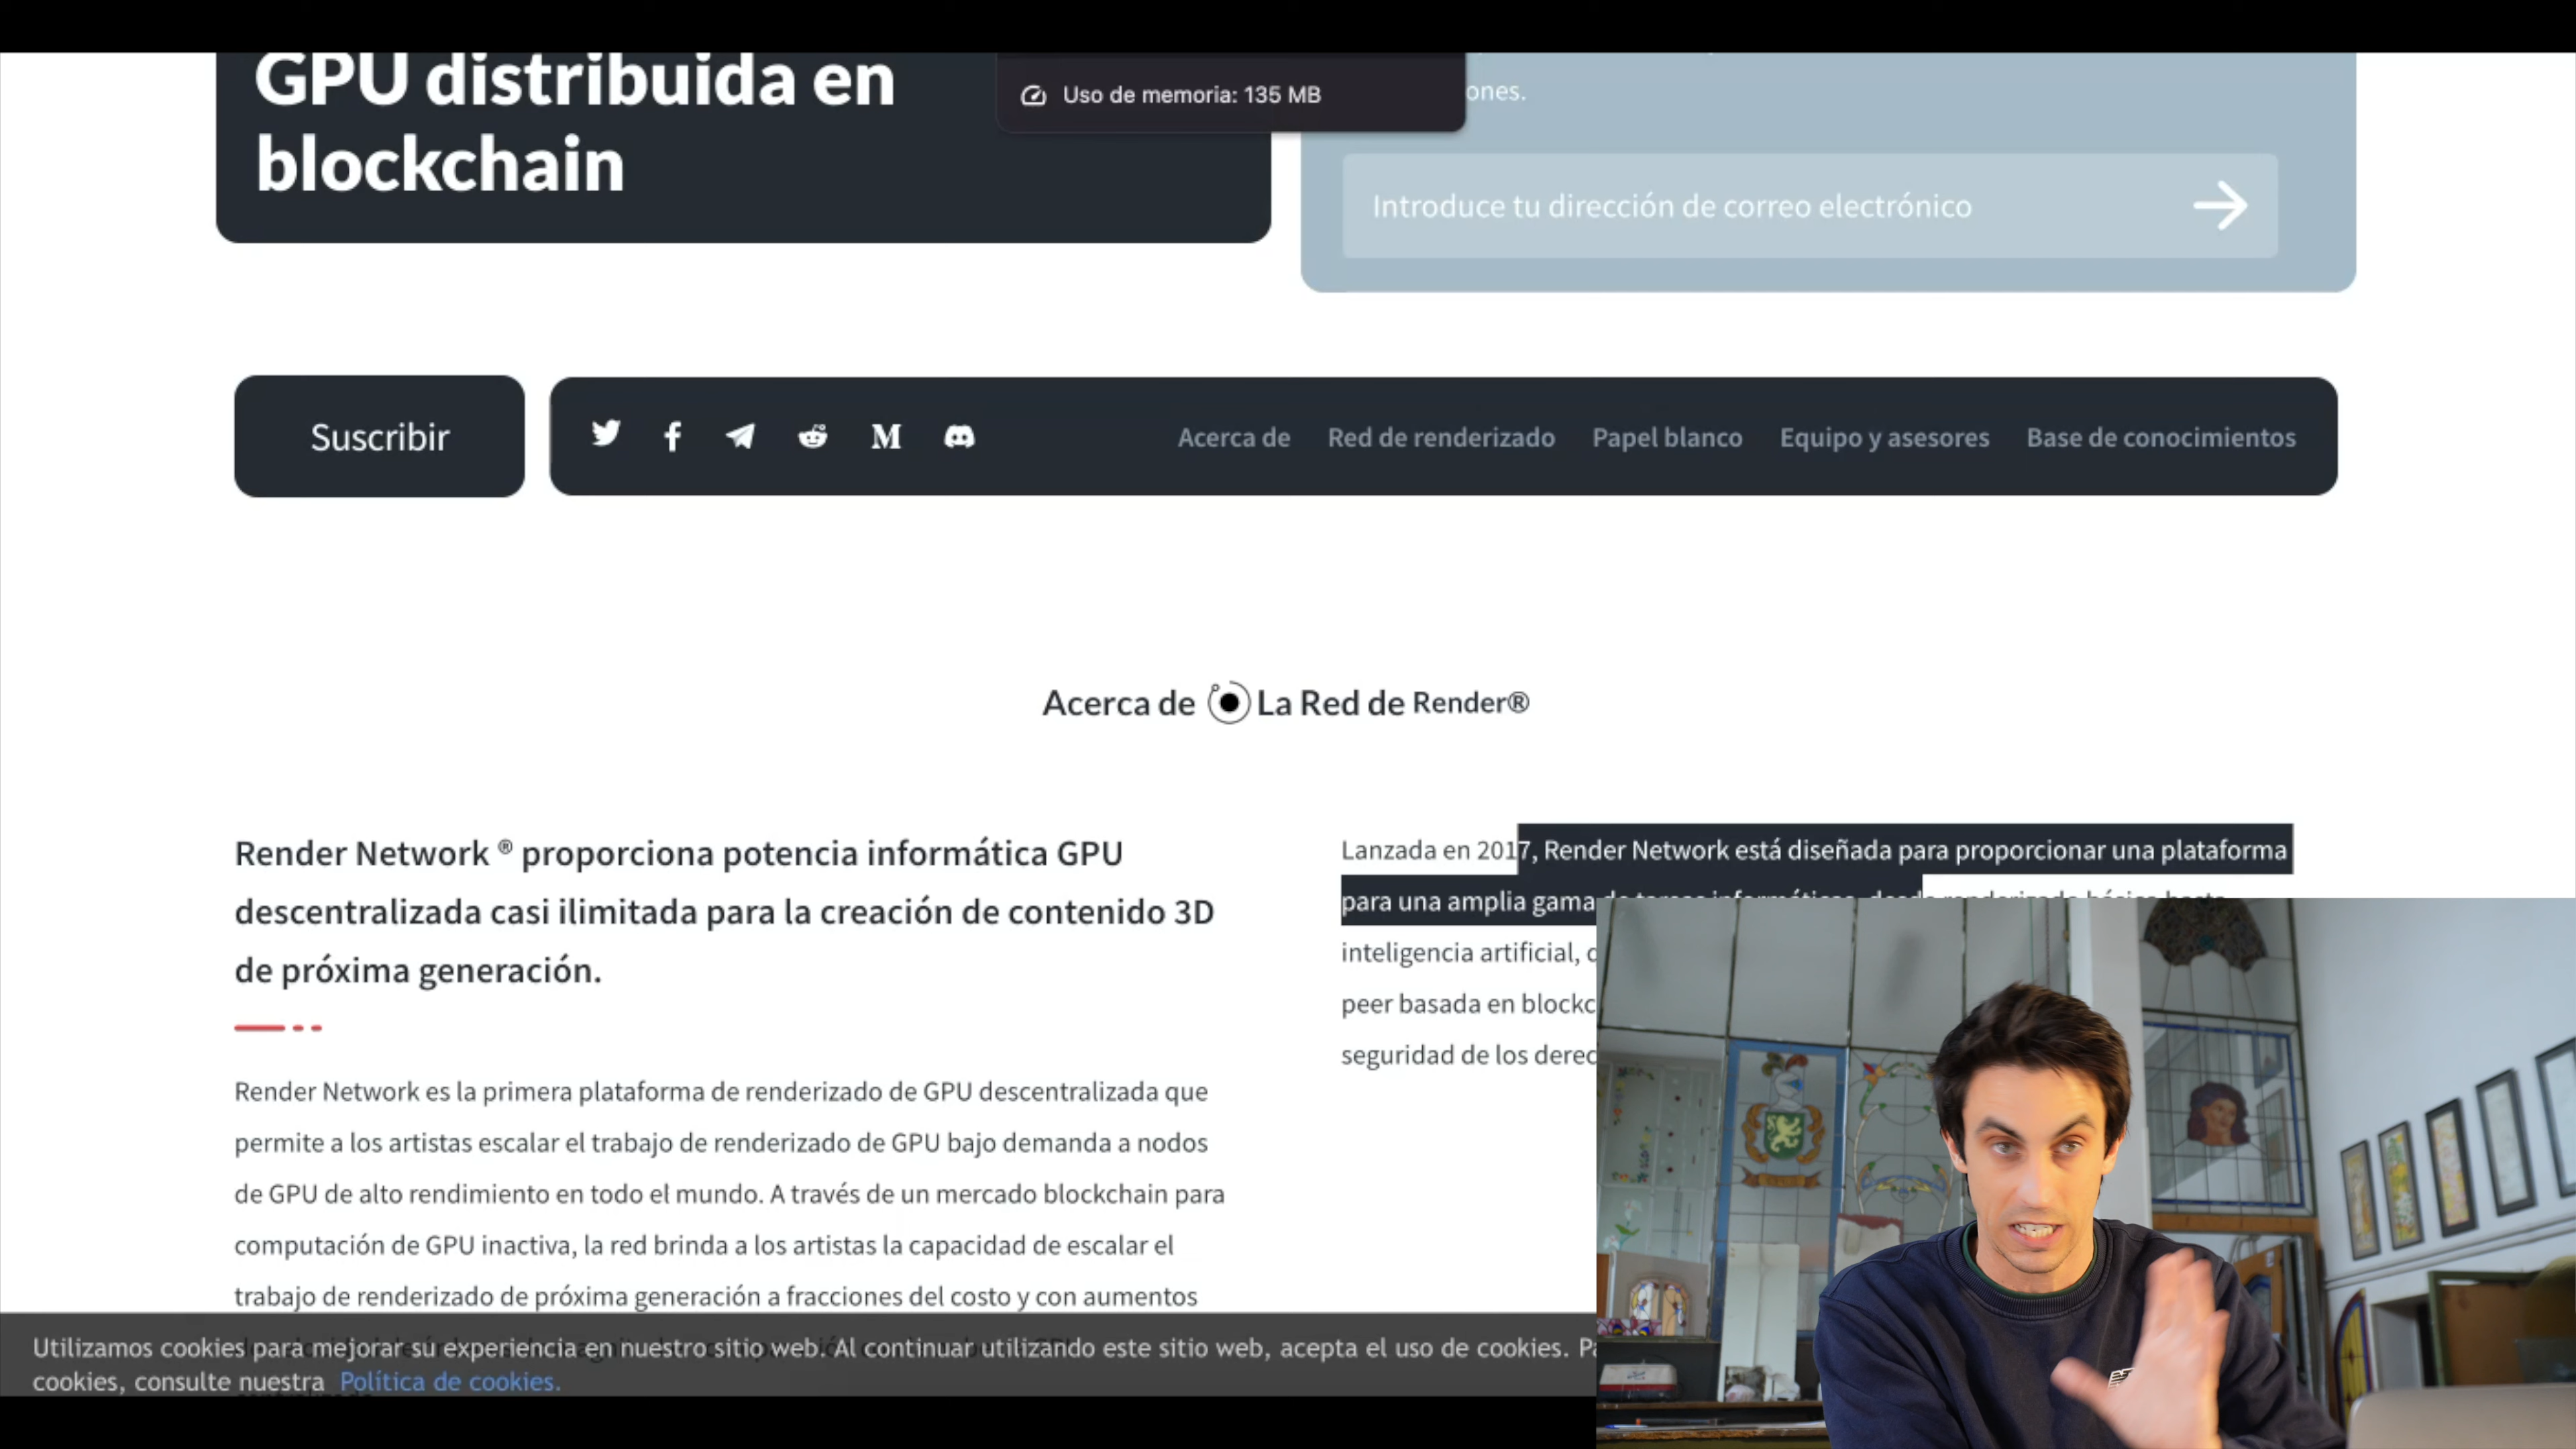 GPU distribuida en
blockchain
Uso de memoria: 135 MB
ones.
Introduce tu dirección de correo electrónico
Suscribir
Acerca de Red de renderizado Papel blanco Equipo y asesores Base de conocimientos
Acerca de La Red de Render®
Render Network ® proporciona potencia informática GPU
descentralizada casi ilimitada para la creación de contenido 3D
de próxima generación.
Render Network es la primera plataforma de renderizado de GPU descentralizada que
permite a los artistas escalar el trabajo de renderizado de GPU bajo demanda a nodos
de GPU de alto rendimiento en todo el mundo. A través de un mercado blockchain para
computación de GPU inactiva, la red brinda a los artistas la capacidad de escalar el
trabajo de renderizado de próxima generación a fracciones del costo y con aumentos
Lanzada en 2017, Render Network está diseñada para proporcionar una plataforma
para una amplia gama de tareas informáticas, desde renderizado básico hasta
inteligencia artificial,
peer basada en blockc
seguridad de los derec
Utilizamos cookies para mejorar su experiencia en nuestro sitio web. Al continuar utilizando este sitio web, acepta el uso de cookies.
cookies, consulte nuestra Política de cookies.